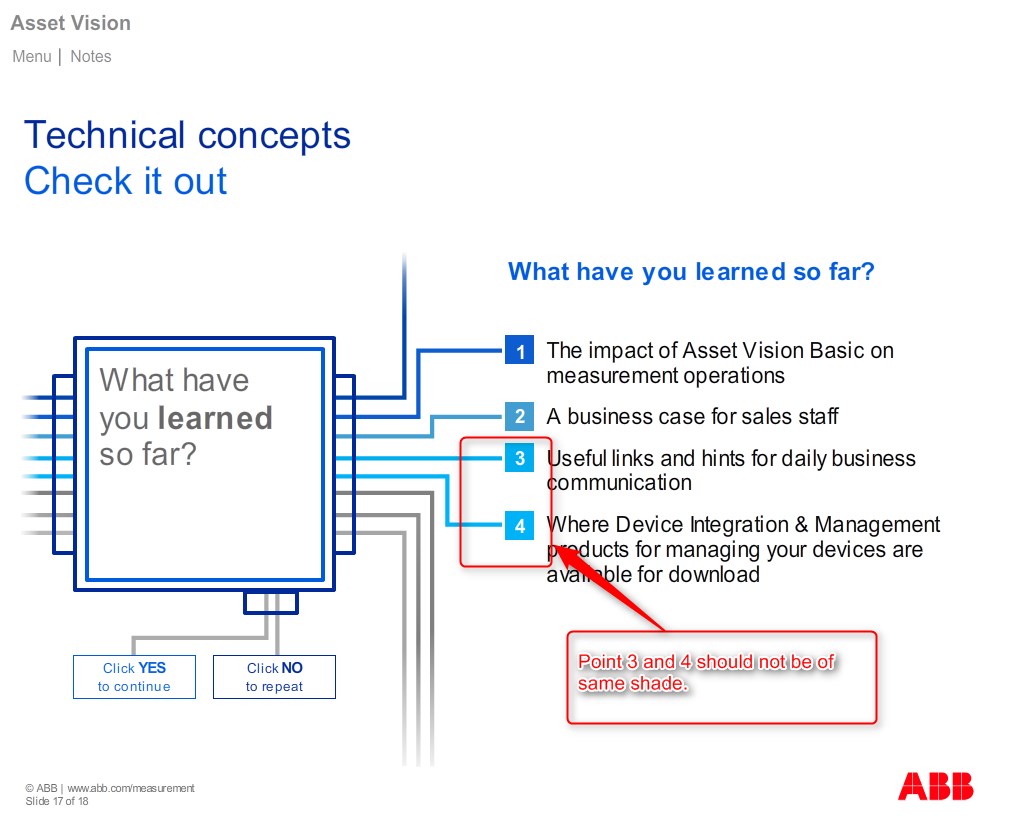 Asset Vision
Menu | Notes
Technical concepts
Check it out
What have you learned so far?
What have
you learned
so far?
1 The impact of Asset Vision Basic on
measurement operations
2 A business case for sales staff
3 Useful links and hints for daily business
communication
4 Where Device Integration & Management
products for managing your devices are
available for download
Click YES
to continue
Click NO
to repeat
Point 3 and 4 should not be of
same shade.
© ABB | www.abb.com/measurement
Slide 17 of 18
ABB